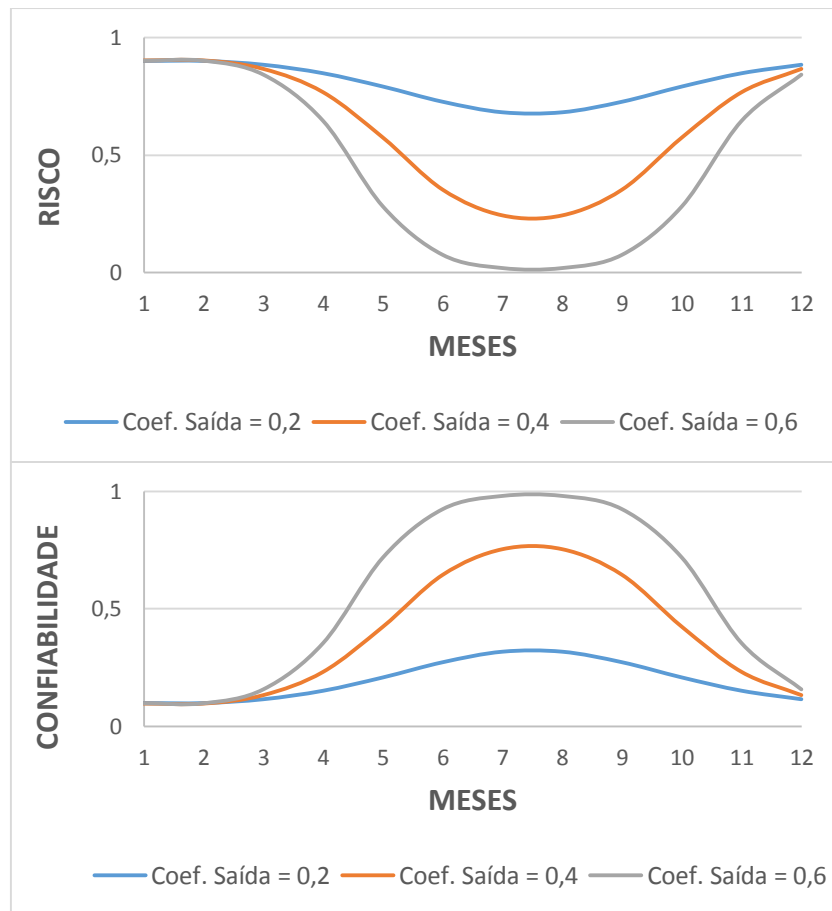 1
0,5
0
RISCO
1 2 3 4 5 6 7 8 9 10 11 12
MESES
Coef. Saída = 0,2 Coef. Saída = 0,4 Coef. Saída = 0,6
1
0,5
0
CONFIABILIDADE
1 2 3 4 5 6 7 8 9 10 11 12
MESES
Coef. Saída = 0,2 Coef. Saída = 0,4 Coef. Saída = 0,6